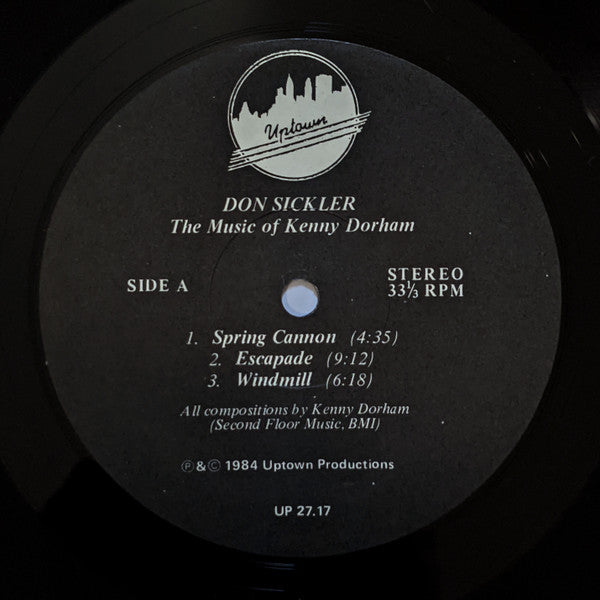 Uptown
DON SICKLER
The Music of Kenny Dorham
SIDE A
STEREO
33⅓ RPM
1. Spring Cannon (4:35)
2. Escapade (9:12)
3. Windmill (6:18)
All compositions by Kenny Dorham
(Second Floor Music, BMI)
Ⓟ & © 1984 Uptown Productions
UP 27.17